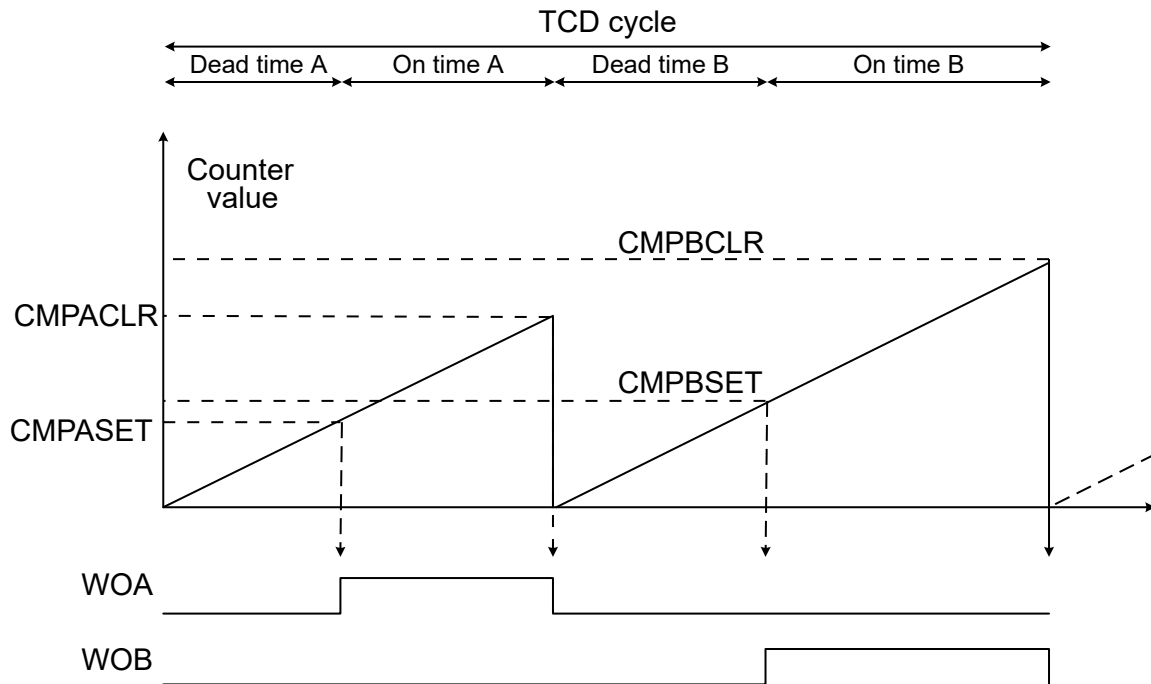 TCD cycle
Dead time A On time A Dead time B On time B
Counter
value
CMPBCLR
CMPACLR
CMPBSET
CMPASET
WOA
WOB